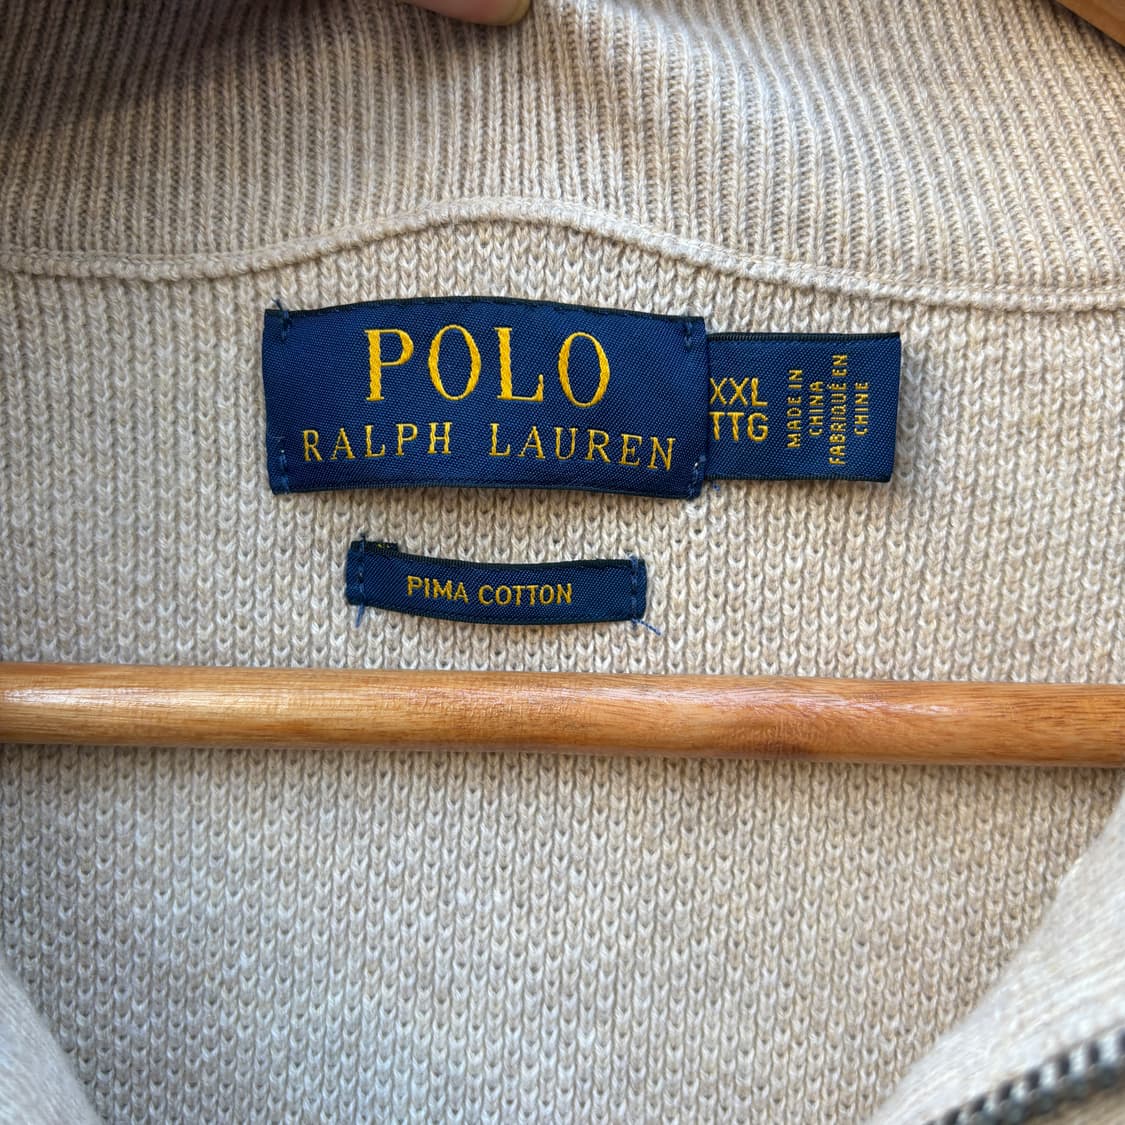 POLO
RALPH LAUREN
XXL
TTG
MADE IN
CHINA
FABRIQUÉ EN
CHINE
PIMA COTTON